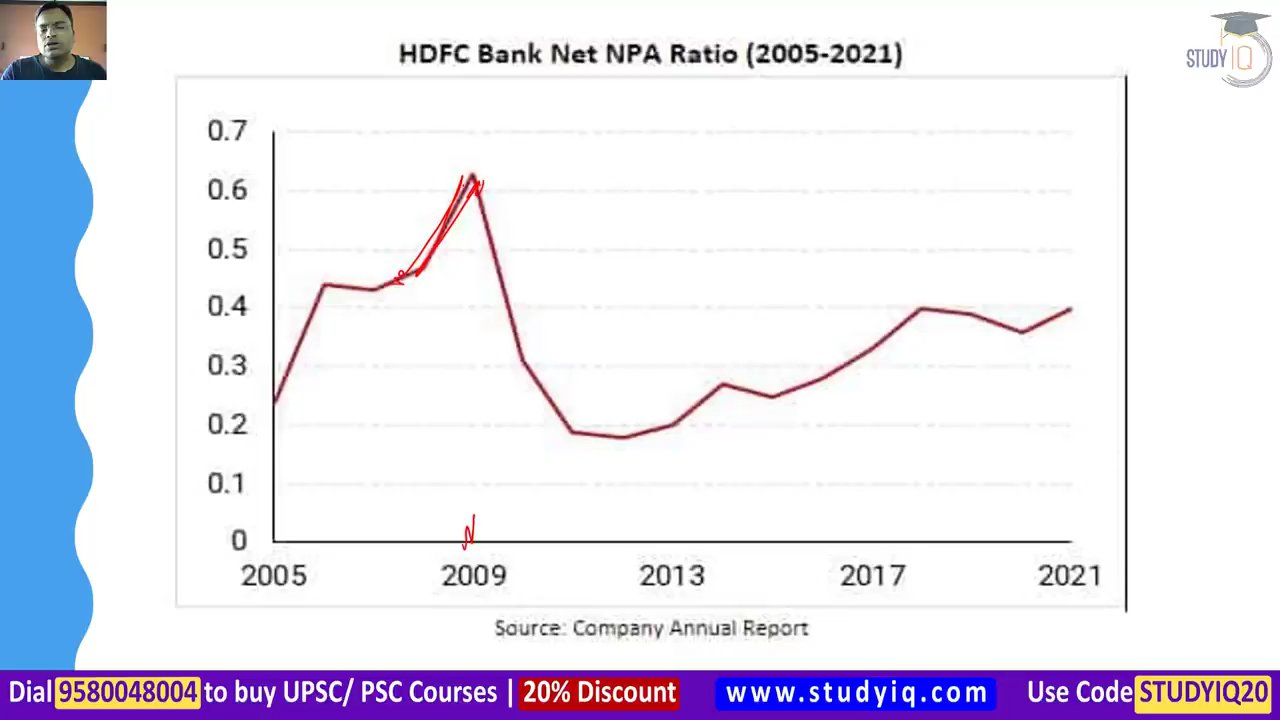 HDFC Bank Net NPA Ratio (2005-2021)
STUDY IQ
0.7
0.6
0.5
0.4
0.3
0.2
0.1
0
2005 2009 2013 2017 2021
Source: Company Annual Report
Dial 9580048004 to buy UPSC/ PSC Courses | 20% Discount www.studyiq.com Use Code STUDYIQ20